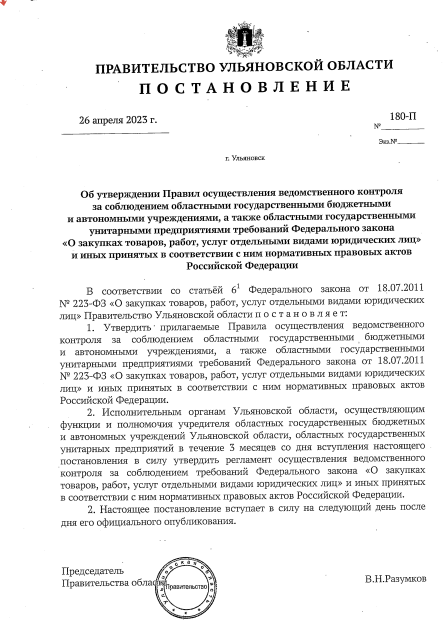 ПРАВИТЕЛЬСТВО УЛЬЯНОВСКОЙ ОБЛАСТИ
ПОСТАНОВЛЕНИЕ
26 апреля 2023 г.
180-П
№
Экз.№
г. Ульяновск
Об утверждении Правил осуществления ведомственного контроля
за соблюдением областными государственными бюджетными
и автономными учреждениями, а также областными государственными
унитарными предприятиями требований Федерального закона
«О закупках товаров, работ, услуг отдельными видами юридических лиц»
и иных принятых в соответствии с ним нормативных правовых актов
Российской Федерации
В соответствии со статьёй 6¹ Федерального закона от 18.07.2011
№ 223-ФЗ «О закупках товаров, работ, услуг отдельными видами юридических
лиц» Правительство Ульяновской области п о с т а н о в л я е т:
1. Утвердить прилагаемые Правила осуществления ведомственного
контроля за соблюдением областными государственными бюджетными
и автономными учреждениями, а также областными государственными
унитарными предприятиями требований Федерального закона от 18.07.2011
№ 223-ФЗ «О закупках товаров, работ, услуг отдельными видами юридических
лиц» и иных принятых в соответствии с ним нормативных правовых актов
Российской Федерации.
2. Исполнительным органам Ульяновской области, осуществляющим
функции и полномочия учредителя областных государственных бюджетных
и автономных учреждений Ульяновской области, областных государственных
унитарных предприятий в течение 3 месяцев со дня вступления настоящего
постановления в силу утвердить регламент осуществления ведомственного
контроля за соблюдением требований Федерального закона «О закупках
товаров, работ, услуг отдельными видами юридических лиц» и иных принятых
в соответствии с ним нормативных правовых актов Российской Федерации.
2. Настоящее постановление вступает в силу на следующий день после
дня его официального опубликования.
Председатель
Правительства области
В.Н.Разумков
Ульяновская область
Правительство